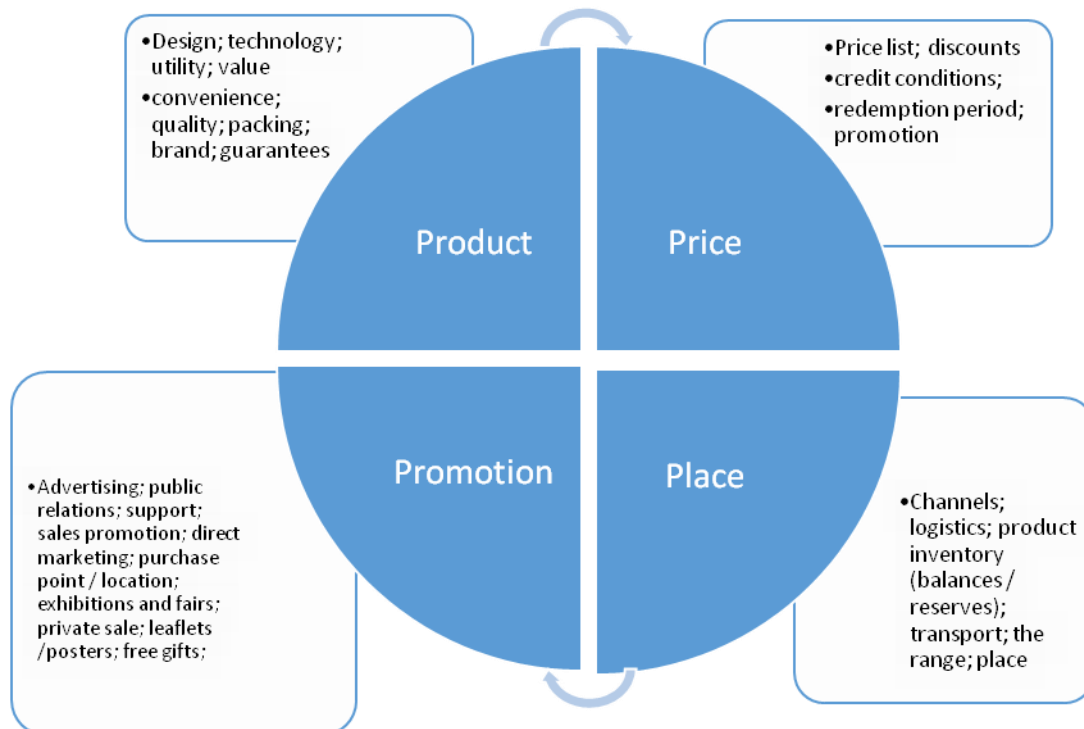 •Design; technology;
utility; value
•convenience;
quality; packing;
brand; guarantees
•Price list; discounts
•credit conditions;
•redemption period;
promotion
Product
Price
Promotion
Place
•Advertising; public
relations; support;
sales promotion; direct
marketing; purchase
point / location;
exhibitions and fairs;
private sale; leaflets
/posters; free gifts;
•Channels;
logistics; product
inventory
(balances /
reserves);
transport; the
range; place